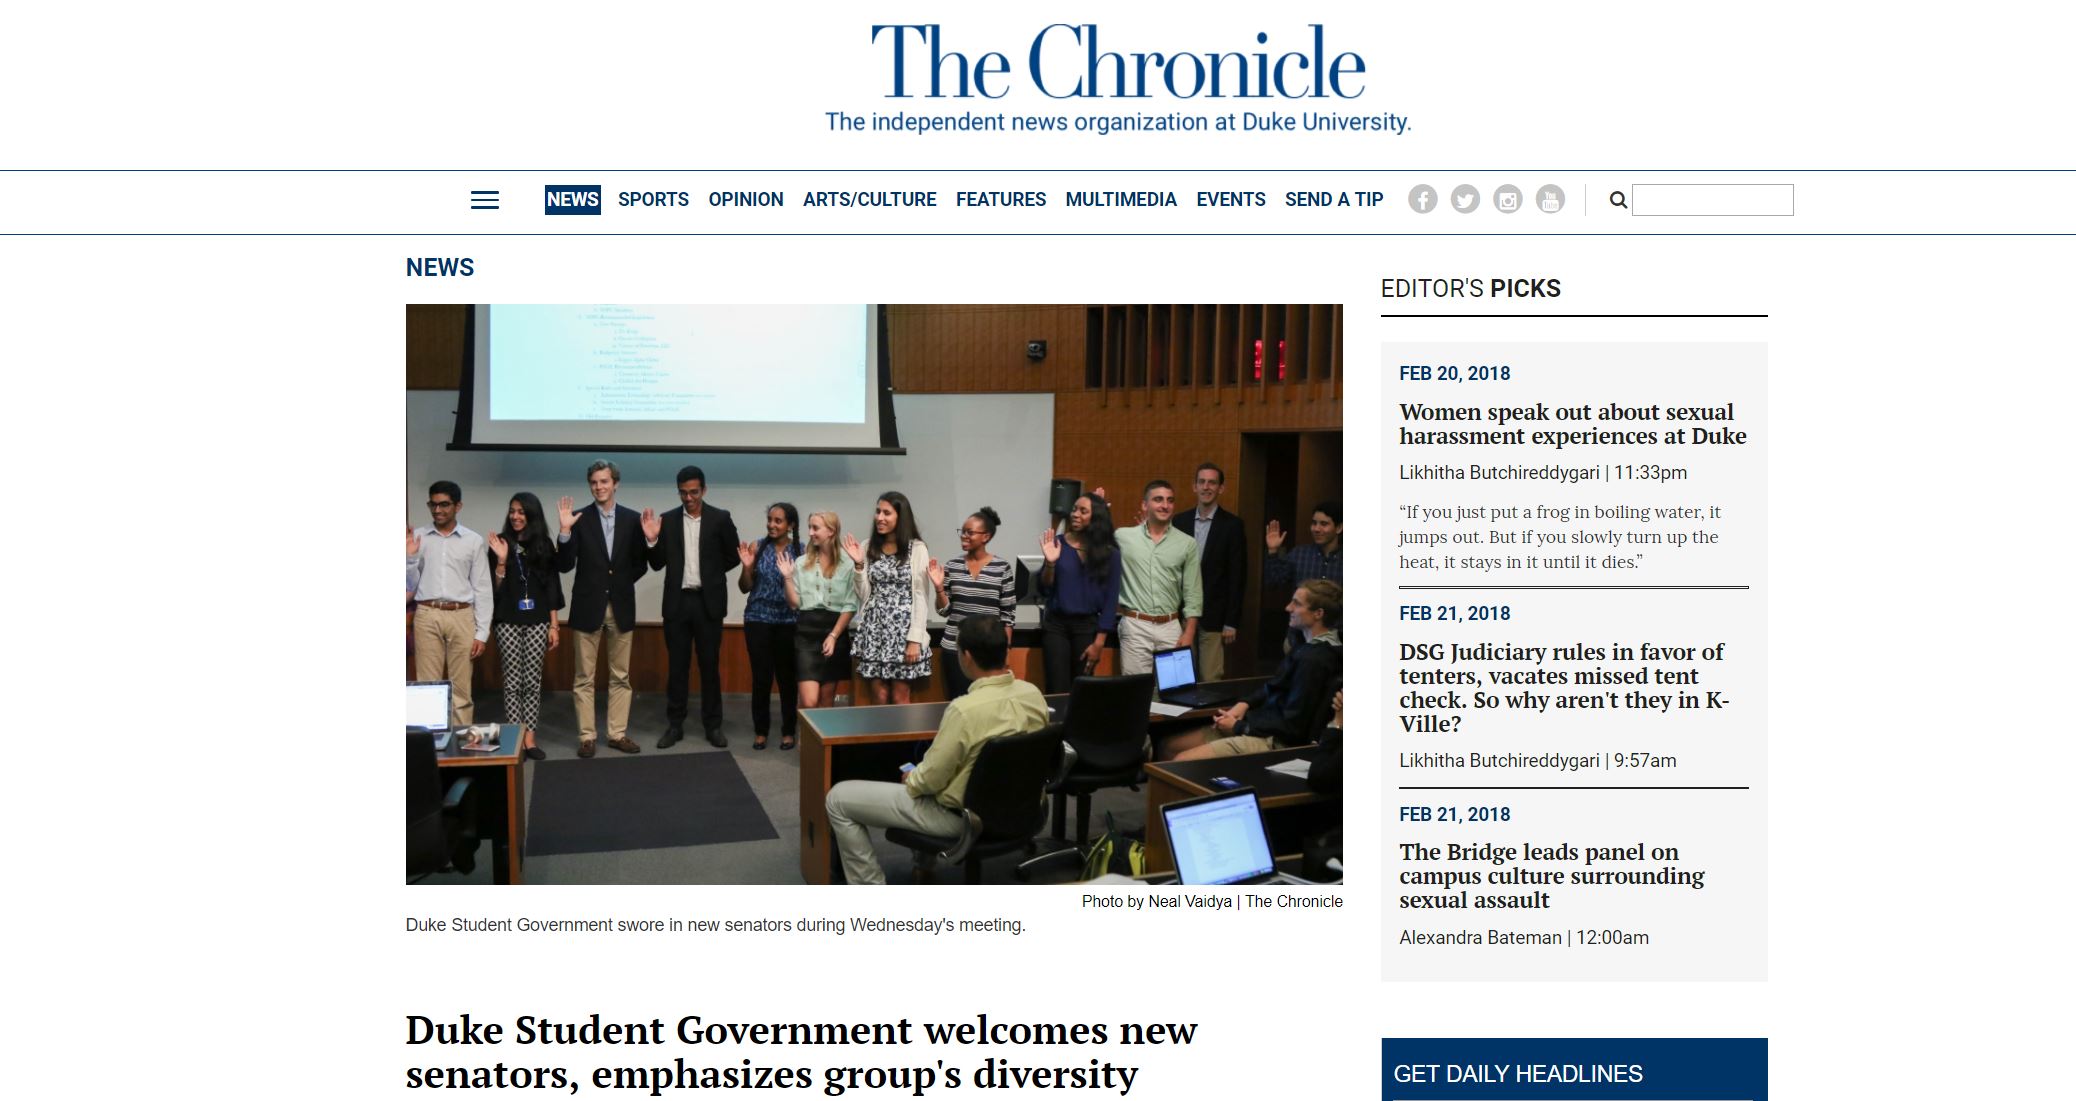 The Chronicle
The independent news organization at Duke University.
NEWS SPORTS OPINION ARTS/CULTURE FEATURES MULTIMEDIA EVENTS SEND A TIP
NEWS
Photo by Neal Vaidya | The Chronicle
Duke Student Government swore in new senators during Wednesday's meeting.
Duke Student Government welcomes new
senators, emphasizes group's diversity
EDITOR'S PICKS
FEB 20, 2018
Women speak out about sexual
harassment experiences at Duke
Likhitha Butchireddygari | 11:33pm
“If you just put a frog in boiling water, it
jumps out. But if you slowly turn up the
heat, it stays in it until it dies.”
FEB 21, 2018
DSG Judiciary rules in favor of
tenters, vacates missed tent
check. So why aren't they in K-
Ville?
Likhitha Butchireddygari | 9:57am
FEB 21, 2018
The Bridge leads panel on
campus culture surrounding
sexual assault
Alexandra Bateman | 12:00am
GET DAILY HEADLINES